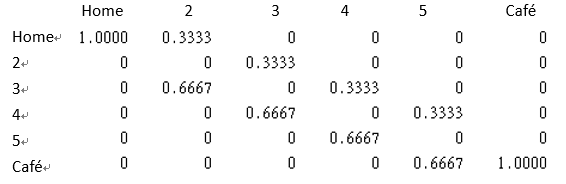 Home 2 3 4 5 Café
Home↵ 1.0000 0.3333 0 0 0 0
2↵ 0 0 0.3333 0 0 0
3↵ 0 0.6667 0 0.3333 0 0
4↵ 0 0 0.6667 0 0.3333 0
5↵ 0 0 0 0.6667 0 0
Café↵ 0 0 0 0 0.6667 1.0000